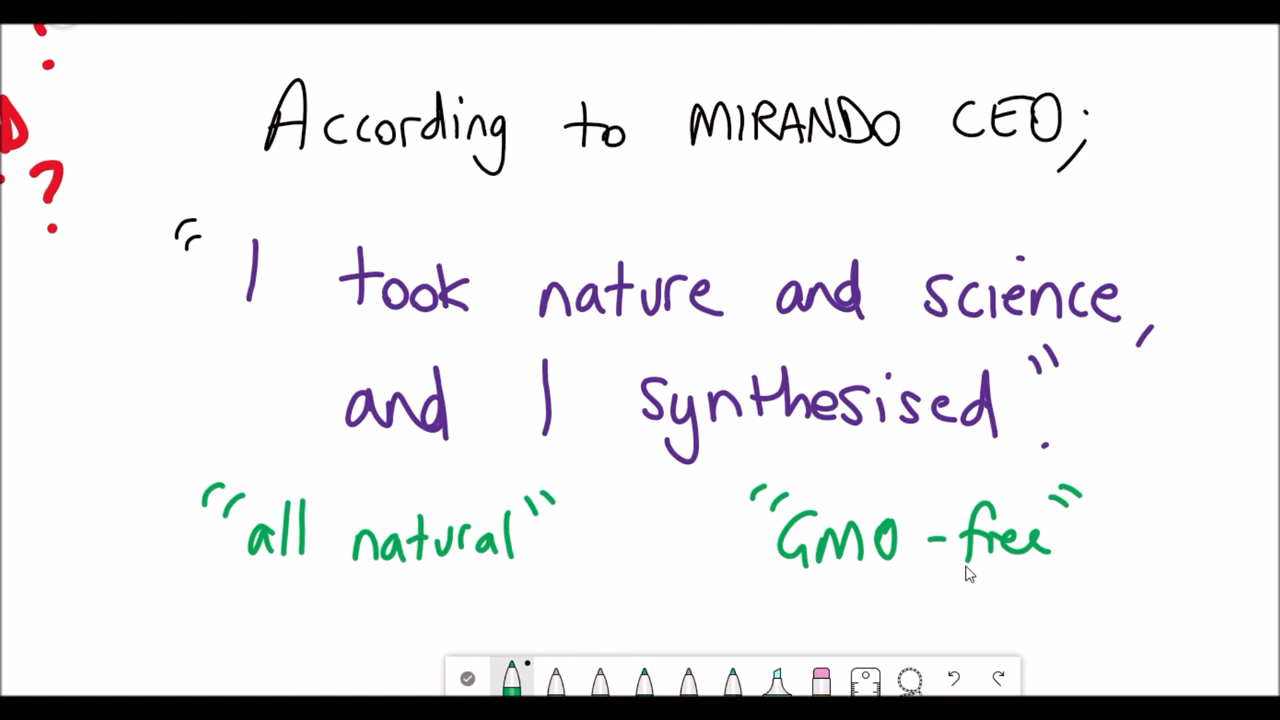 According to MIRANDO CEO;
?
"I took nature and science,
and I synthesised".
"all natural" "GMO-free"